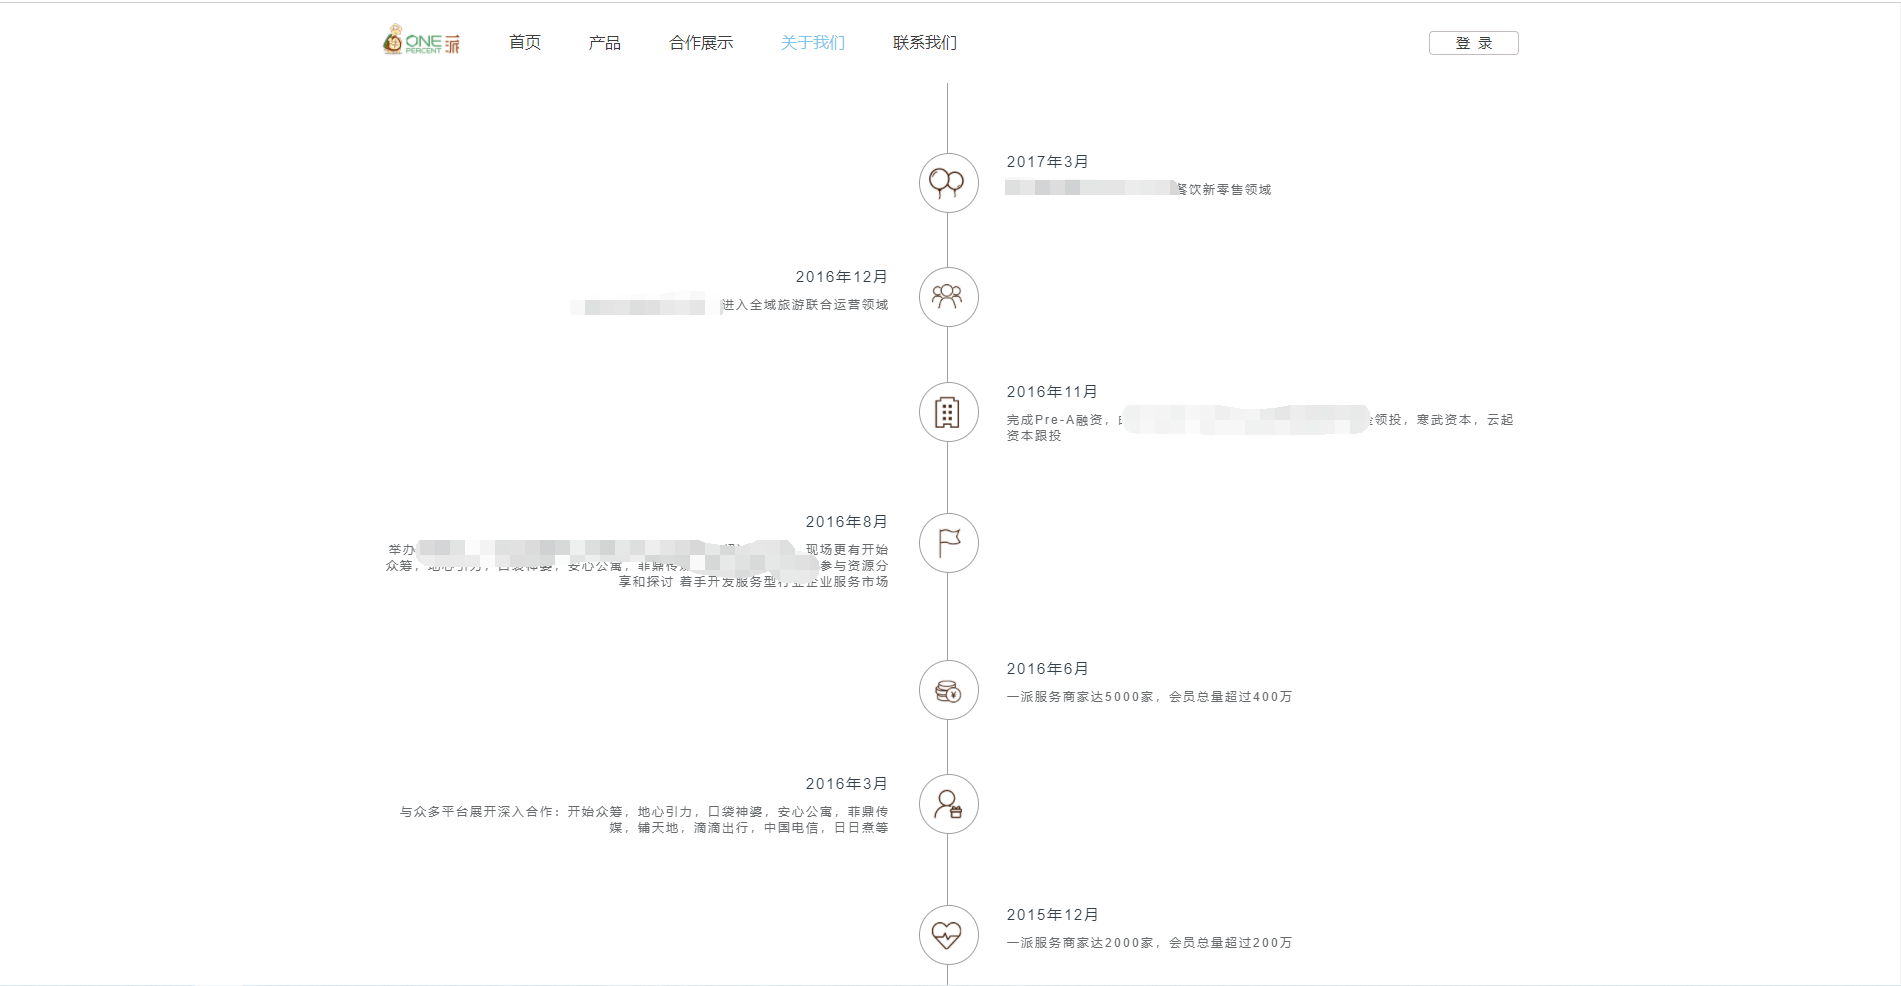 ONE
PERCENT
一派
首页
产品
合作展示
关于我们
联系我们
登 录
2017年3月
餐饮新零售领域
2016年12月
进入全域旅游联合运营领域
2016年11月
完成Pre-A融资，
领投，寒武资本，云起
资本跟投
2016年8月
举办 现场更有开始
众筹，地心引力，口袋神婆，安心公寓，菲鼎传 参与资源分
享和探讨 着手开发服务型行业企业服务市场
2016年6月
一派服务商家达5000家，会员总量超过400万
2016年3月
与众多平台展开深入合作：开始众筹，地心引力，口袋神婆，安心公寓，菲鼎传
媒，铺天地，滴滴出行，中国电信，日日煮等
2015年12月
一派服务商家达2000家，会员总量超过200万